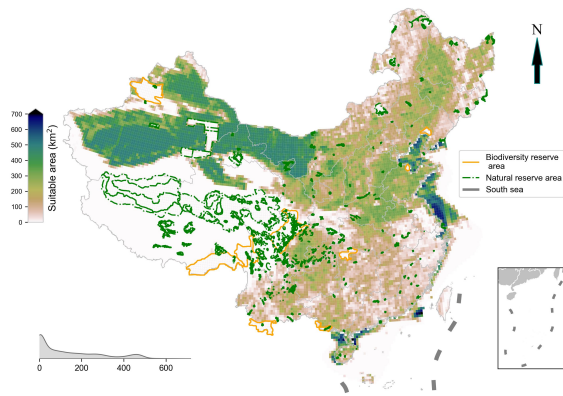 N
700
600
500
400
300
200
100
0
Suitable area (km²)
Biodiversity reserve
area
Natural reserve area
South sea
0 200 400 600